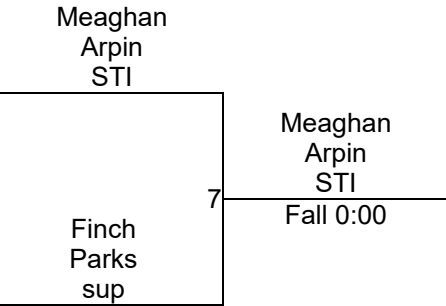 Meaghan
Arpin
STI
Meaghan
Arpin
STI
7
Fall 0:00
Finch
Parks
sup